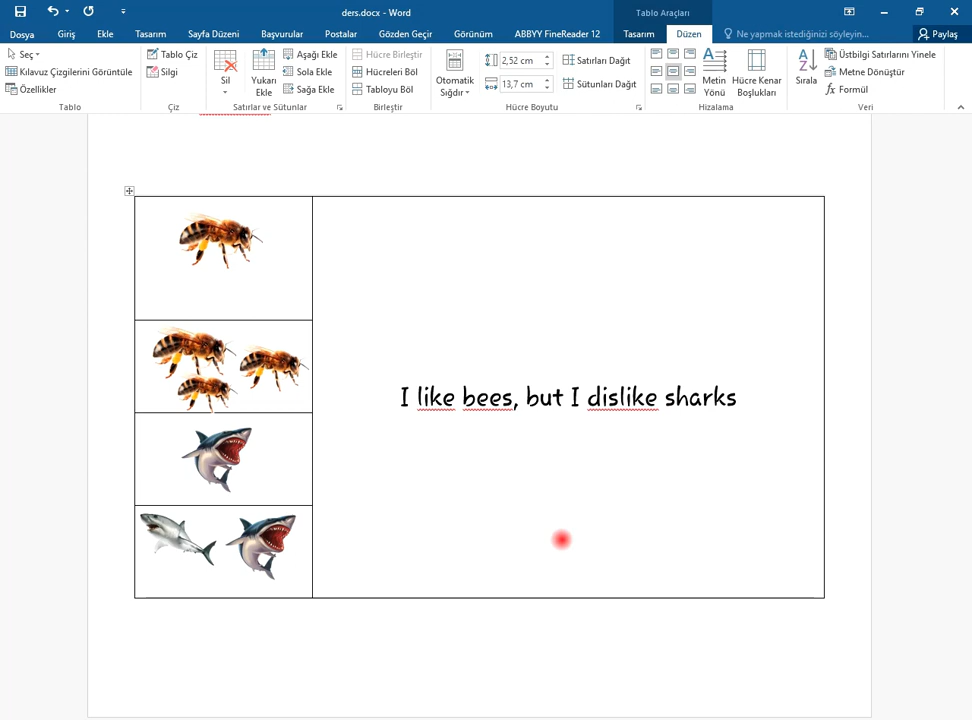 ders.docx - Word
Tablo Araçları
Dosya
Giriş
Ekle
Tasarım
Sayfa Düzeni
Başvurular
Postalar
Gözden Geçir
Görünüm
ABBYY FineReader 12
Tasarım
Düzen
Ne yapmak istediğinizi söyleyin...
Paylaş
Seç
Kılavuz Çizgilerini Görüntüle
Özellikler
Tablo
Tablo Çiz
Silgi
Çiz
Sil
Yukarı Ekle
Aşağı Ekle
Sola Ekle
Sağa Ekle
Satırlar ve Sütunlar
Hücre Birleştir
Hücreleri Böl
Tabloyu Böl
Birleştir
Otomatik Sığdır
2,52 cm
13,7 cm
Satırları Dağıt
Sütunları Dağıt
Hücre Boyutu
Metin Yönü
Hücre Kenar Boşlukları
Hizalama
Sırala
Üstbilgi Satırlarını Yinele
Metne Dönüştür
fx Formül
Veri
I like bees, but I dislike sharks